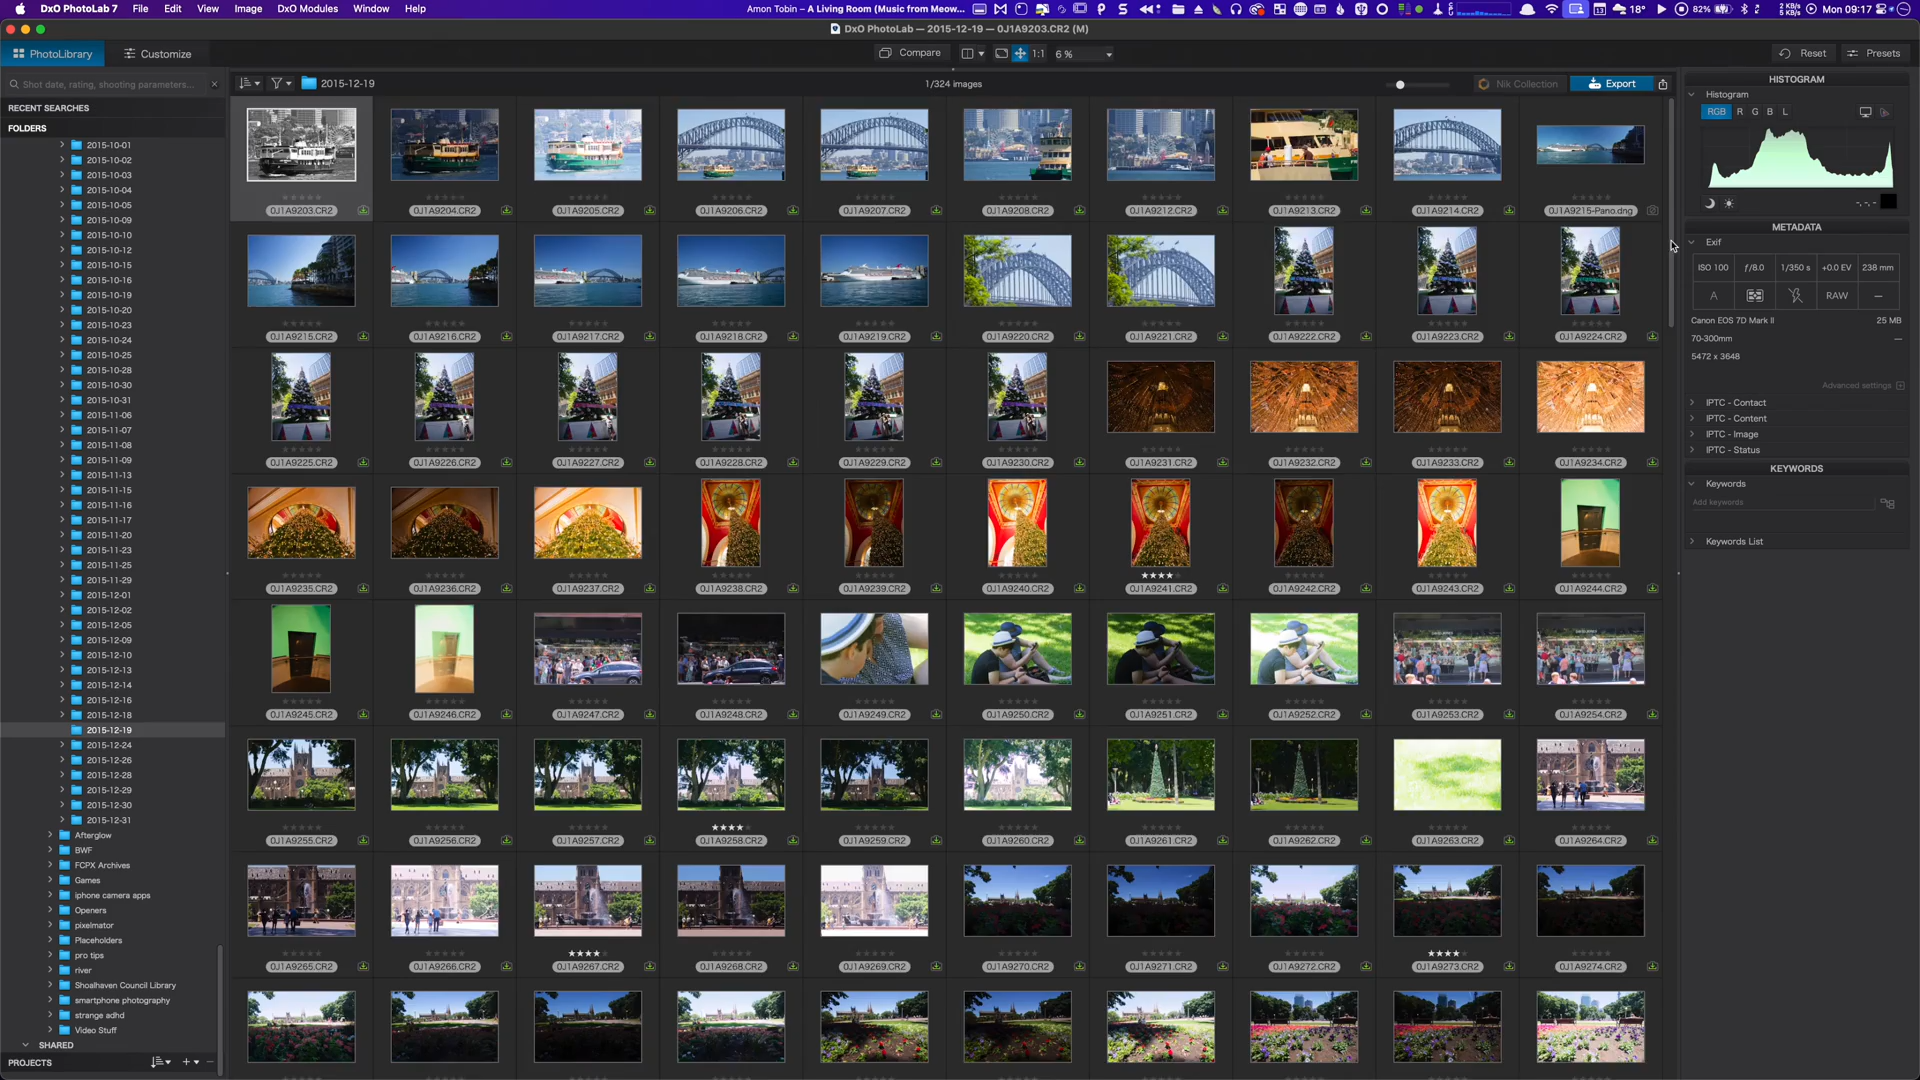 DxO PhotoLab 7 File Edit View Image DxO Modules Window Help Amon Tobin – A Living Room (Music from Meow... 18° 82% 2 KB/s 5 KB/s Mon 09:17
DxO PhotoLab — 2015-12-19 — 0J1A9203.CR2 (M)
PhotoLibrary Customize Compare 1:1 6 % Reset Presets
Shot date, rating, shooting parameters... 2015-12-19 1/324 images Nik Collection Export
RECENT SEARCHES
FOLDERS
2015-10-01
2015-10-02
2015-10-03
2015-10-04
2015-10-05
2015-10-09
2015-10-10
2015-10-12
2015-10-15
2015-10-16
2015-10-19
2015-10-20
2015-10-23
2015-10-24
2015-10-25
2015-10-28
2015-10-30
2015-10-31
2015-11-06
2015-11-07
2015-11-08
2015-11-09
2015-11-13
2015-11-15
2015-11-16
2015-11-17
2015-11-20
2015-11-23
2015-11-25
2015-11-29
2015-12-01
2015-12-02
2015-12-05
2015-12-09
2015-12-10
2015-12-13
2015-12-14
2015-12-16
2015-12-18
2015-12-19
2015-12-24
2015-12-26
2015-12-28
2015-12-29
2015-12-30
2015-12-31
Afterglow
BWF
FCPX Archives
Games
iphone camera apps
Openers
pixelmator
Placeholders
pro tips
river
Shoalhaven Council Library
smartphone photography
strange adhd
Video Stuff
SHARED
PROJECTS
0J1A9203.CR2 0J1A9204.CR2 0J1A9205.CR2 0J1A9206.CR2 0J1A9207.CR2 0J1A9208.CR2 0J1A9212.CR2 0J1A9213.CR2 0J1A9214.CR2 0J1A9215-Pano.dng
0J1A9215.CR2 0J1A9216.CR2 0J1A9217.CR2 0J1A9218.CR2 0J1A9219.CR2 0J1A9220.CR2 0J1A9221.CR2 0J1A9222.CR2 0J1A9223.CR2 0J1A9224.CR2
0J1A9225.CR2 0J1A9226.CR2 0J1A9227.CR2 0J1A9228.CR2 0J1A9229.CR2 0J1A9230.CR2 0J1A9231.CR2 0J1A9232.CR2 0J1A9233.CR2 0J1A9234.CR2
0J1A9235.CR2 0J1A9236.CR2 0J1A9237.CR2 0J1A9238.CR2 0J1A9239.CR2 0J1A9240.CR2 0J1A9241.CR2 0J1A9242.CR2 0J1A9243.CR2 0J1A9244.CR2
0J1A9245.CR2 0J1A9246.CR2 0J1A9247.CR2 0J1A9248.CR2 0J1A9249.CR2 0J1A9250.CR2 0J1A9251.CR2 0J1A9252.CR2 0J1A9253.CR2 0J1A9254.CR2
0J1A9255.CR2 0J1A9256.CR2 0J1A9257.CR2 0J1A9258.CR2 0J1A9259.CR2 0J1A9260.CR2 0J1A9261.CR2 0J1A9262.CR2 0J1A9263.CR2 0J1A9264.CR2
0J1A9265.CR2 0J1A9266.CR2 0J1A9267.CR2 0J1A9268.CR2 0J1A9269.CR2 0J1A9270.CR2 0J1A9271.CR2 0J1A9272.CR2 0J1A9273.CR2 0J1A9274.CR2
HISTOGRAM
Histogram
RGB R G B L
METADATA
Exif
ISO 100 ƒ/8.0 1/350 s +0.0 EV 238 mm
A RAW —
Canon EOS 7D Mark II 25 MB
70-300mm —
5472 x 3648
Advanced settings
IPTC - Contact
IPTC - Content
IPTC - Image
IPTC - Status
KEYWORDS
Keywords
Add keywords
Keywords List